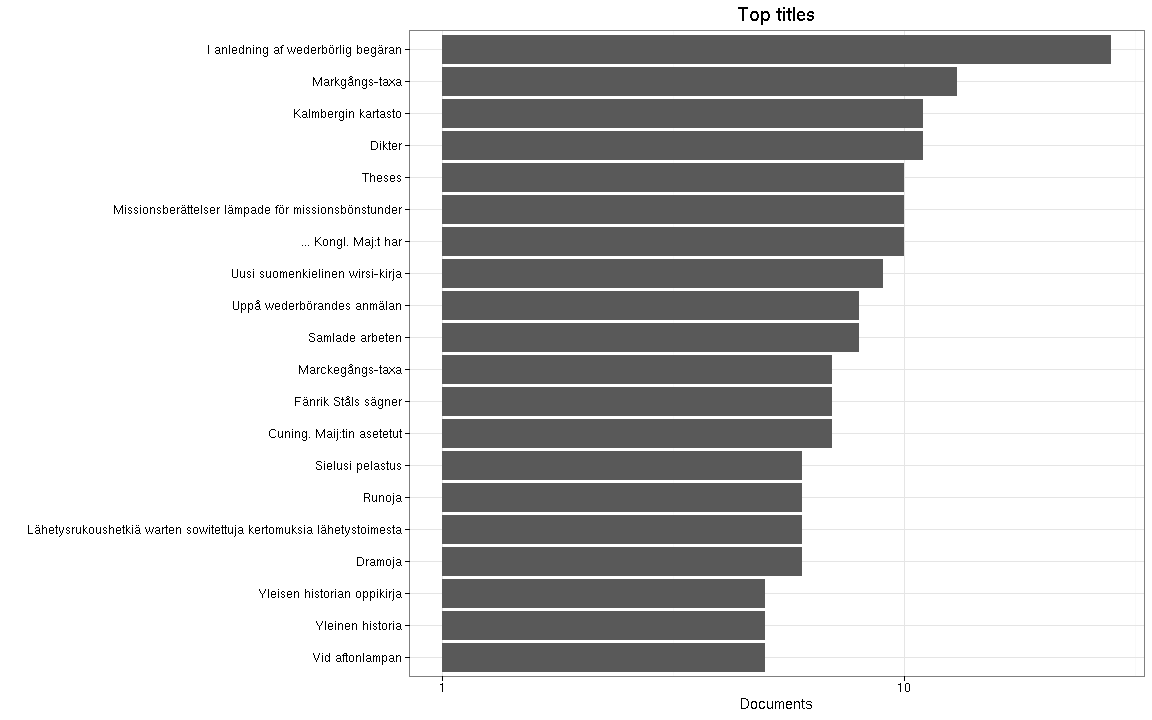 Top titles
I anledning af wederbörlig begäran
Markgångs-taxa
Kalmbergin kartasto
Dikter
Theses
Missionsberättelser lämpade för missionsbönstunder
... Kongl. Maj:t har
Uusi suomenkielinen wirsi-kirja
Uppå wederbörandes anmälan
Samlade arbeten
Marckegångs-taxa
Fänrik Ståls sägner
Cuning. Maij:tin asetetut
Sielusi pelastus
Runoja
Lähetysrukoushetkiä warten sowitettuja kertomuksia lähetystoimesta
Dramoja
Yleisen historian oppikirja
Yleinen historia
Vid aftonlampan
1 10
Documents